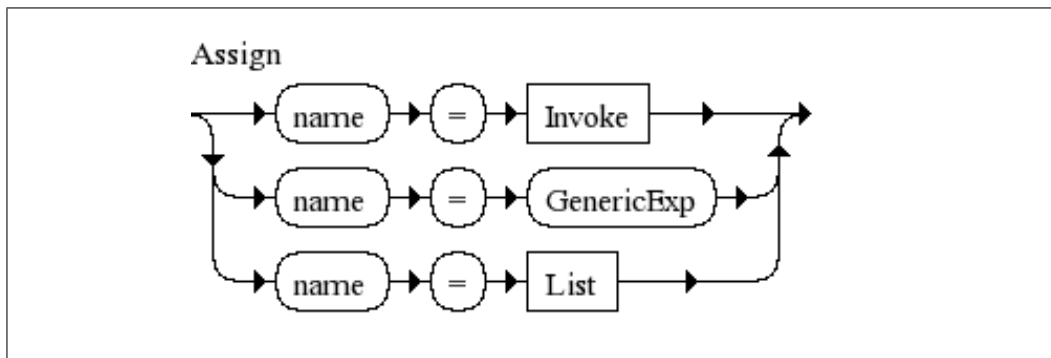 Assign
name = Invoke
name = GenericExp
name = List